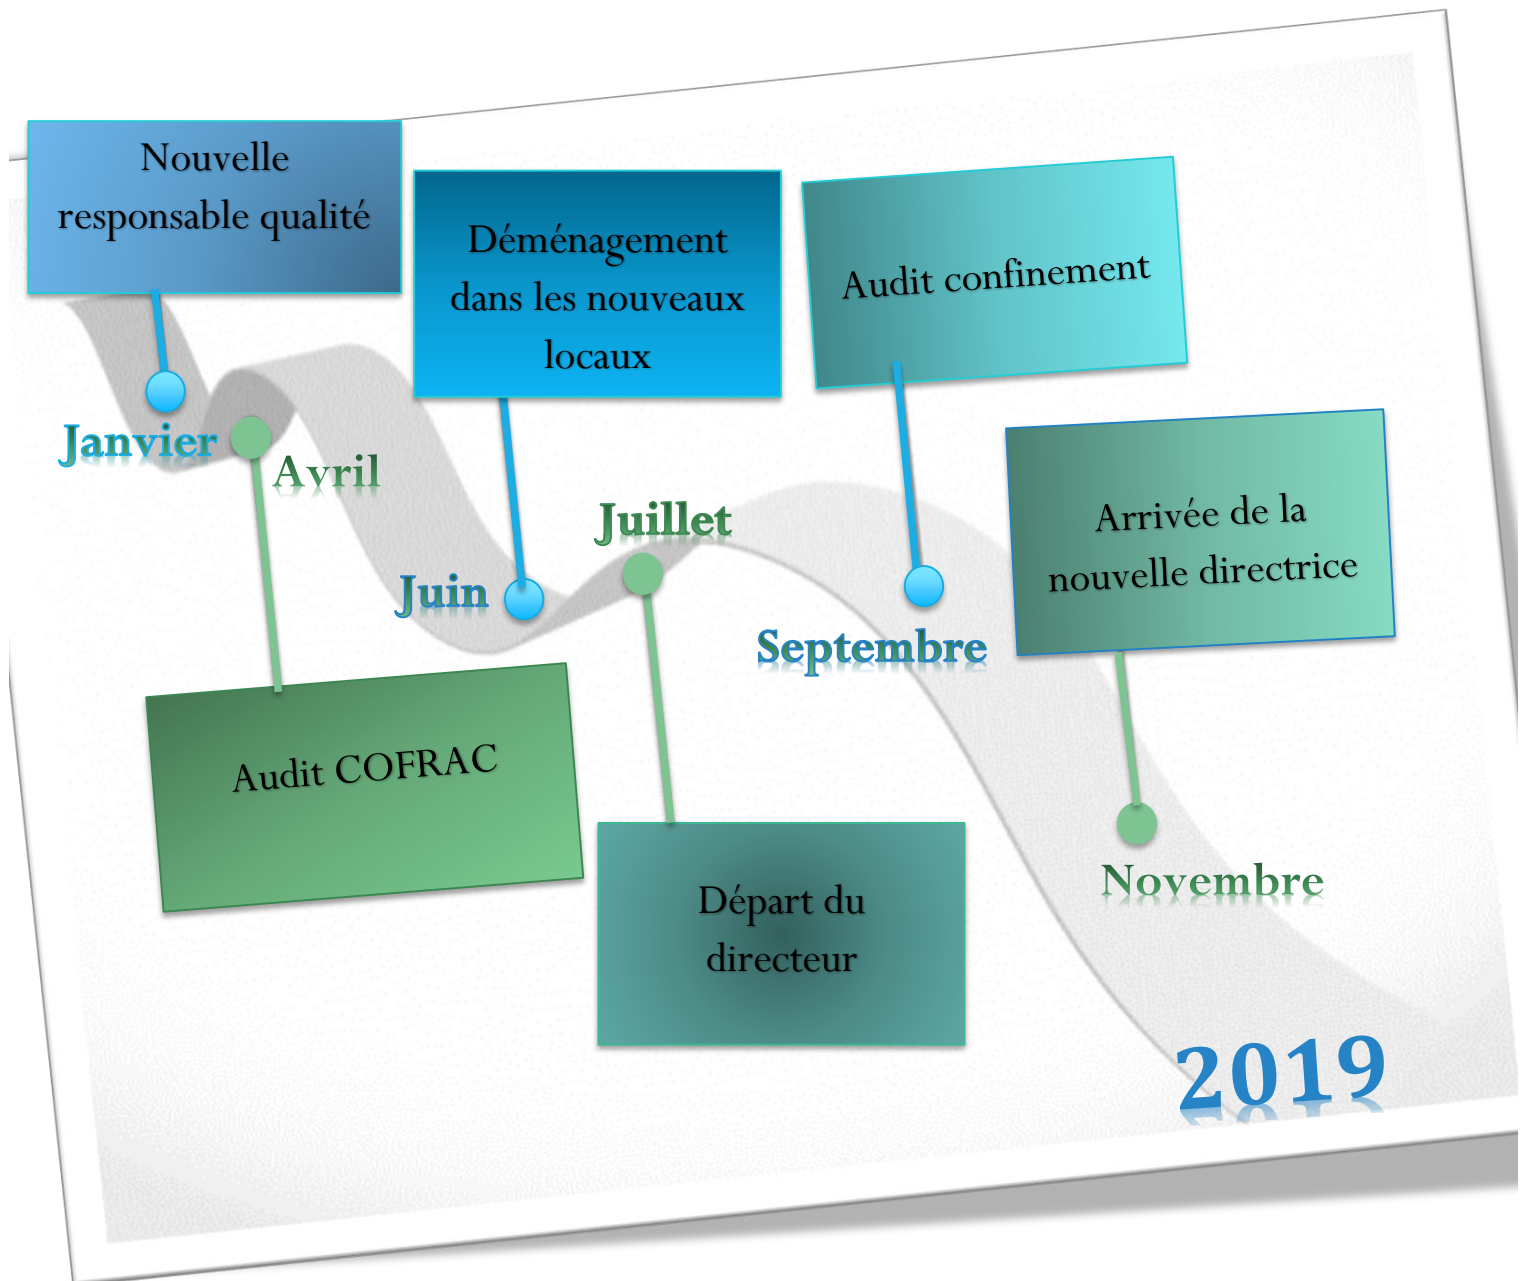 Nouvelle
responsable qualité
Janvier
Avril
Audit COFRAC
Déménagement
dans les nouveaux
locaux
Juin
Juillet
Départ du
directeur
Audit confinement
Septembre
Arrivée de la
nouvelle directrice
Novembre
2019